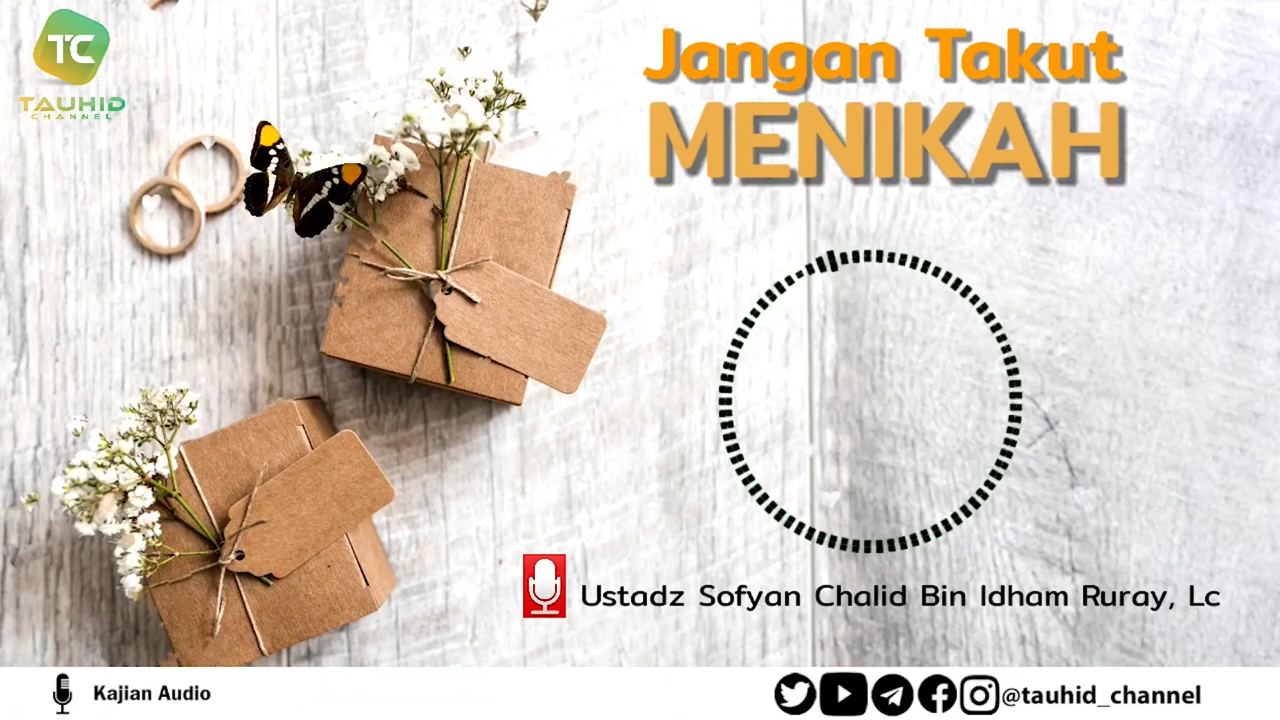 TC
TAUHID
CHANNEL
Jangan Takut
MENIKAH
Ustadz Sofyan Chalid Bin Idham Ruray, Lc
Kajian Audio
@tauhid_channel